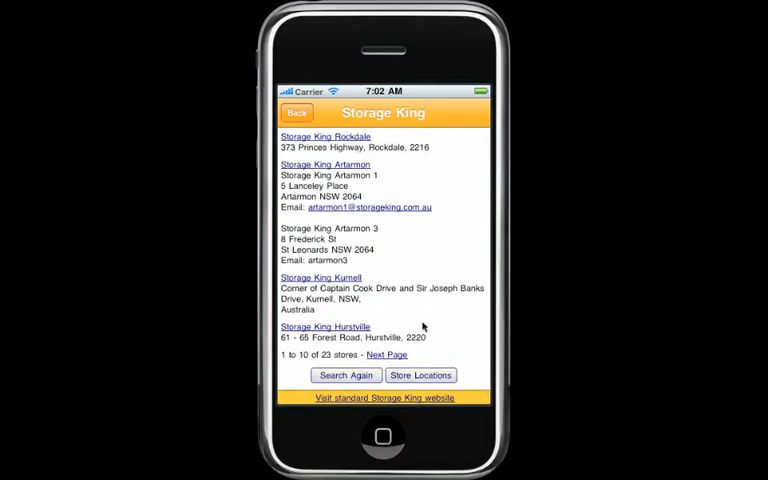 Carrier 7:02 AM
Back Storage King
Storage King Rockdale
373 Princes Highway, Rockdale, 2216
Storage King Artarmon
Storage King Artarmon 1
5 Lanceley Place
Artarmon NSW 2064
Email: artarmon1@storageking.com.au
Storage King Artarmon 3
8 Frederick St
St Leonards NSW 2064
Email: artarmon3
Storage King Kurnell
Corner of Captain Cook Drive and Sir Joseph Banks
Drive, Kurnell, NSW,
Australia
Storage King Hurstville
61 - 65 Forest Road, Hurstville, 2220
1 to 10 of 23 stores - Next Page
Search Again Store Locations
Visit standard Storage King website